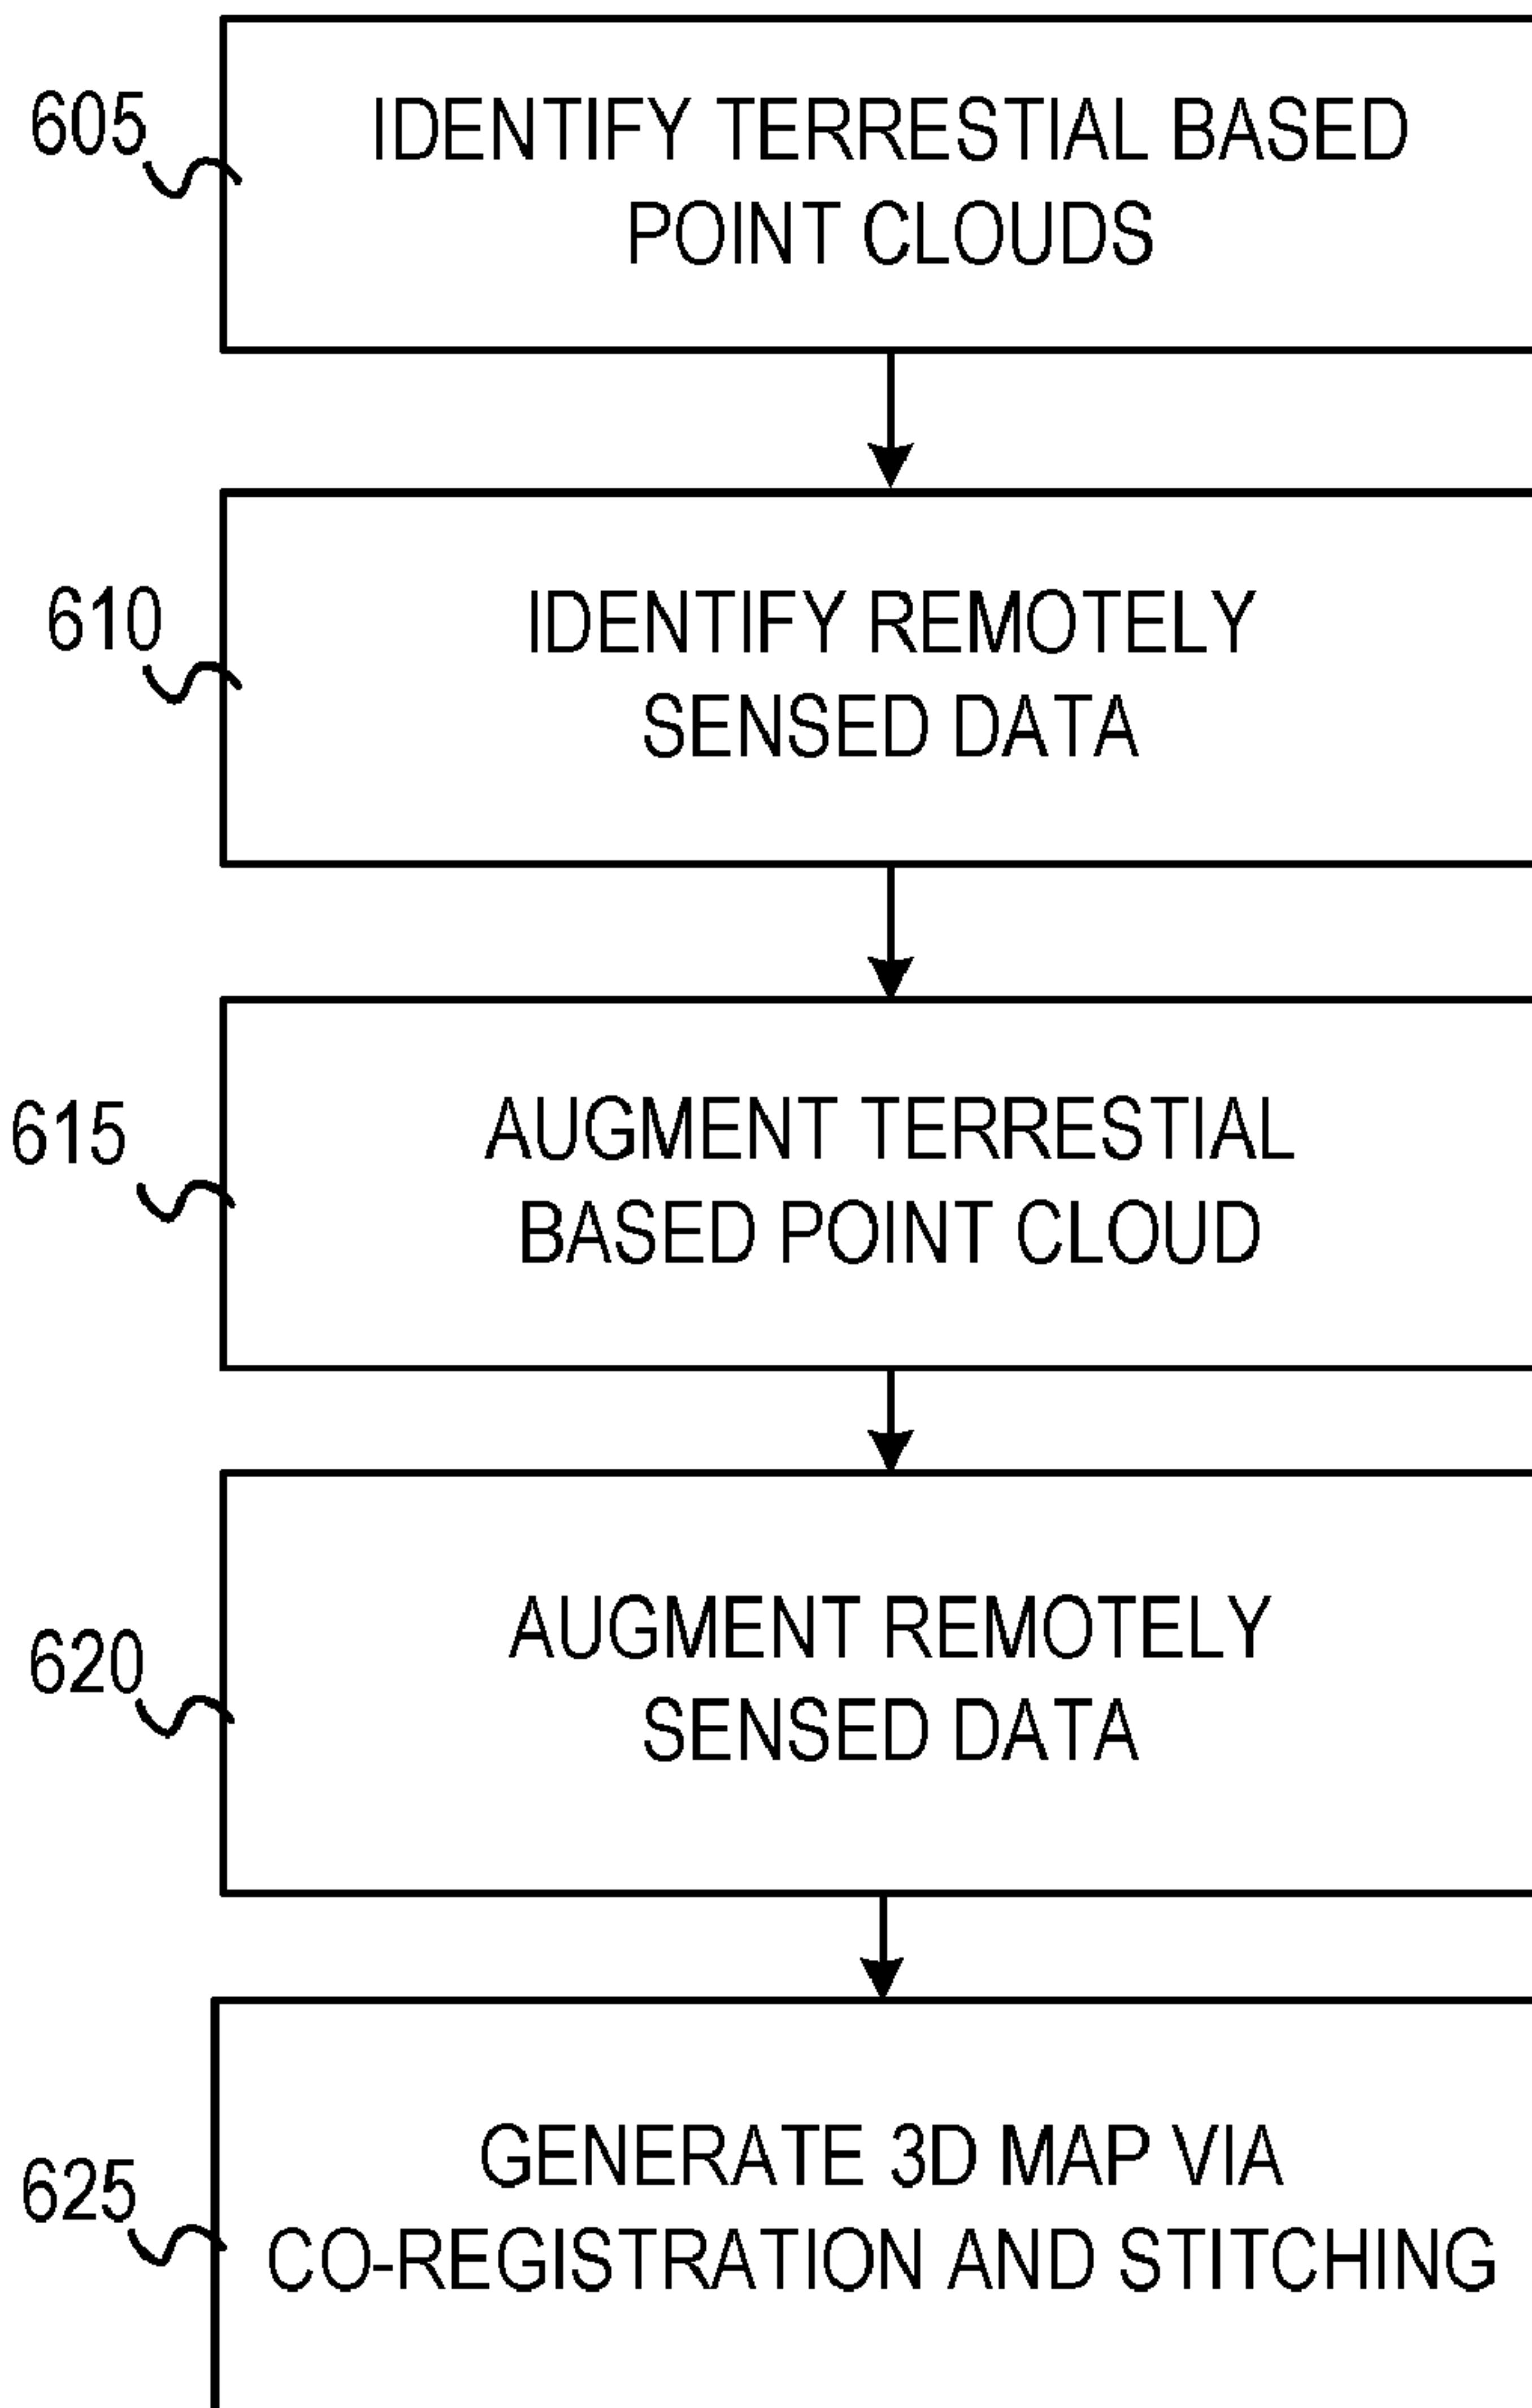 605
IDENTIFY TERRESTIAL BASED
POINT CLOUDS
610
IDENTIFY REMOTELY
SENSED DATA
615
AUGMENT TERRESTIAL
BASED POINT CLOUD
620
AUGMENT REMOTELY
SENSED DATA
625
GENERATE 3D MAP VIA
CO-REGISTRATION AND STITCHING